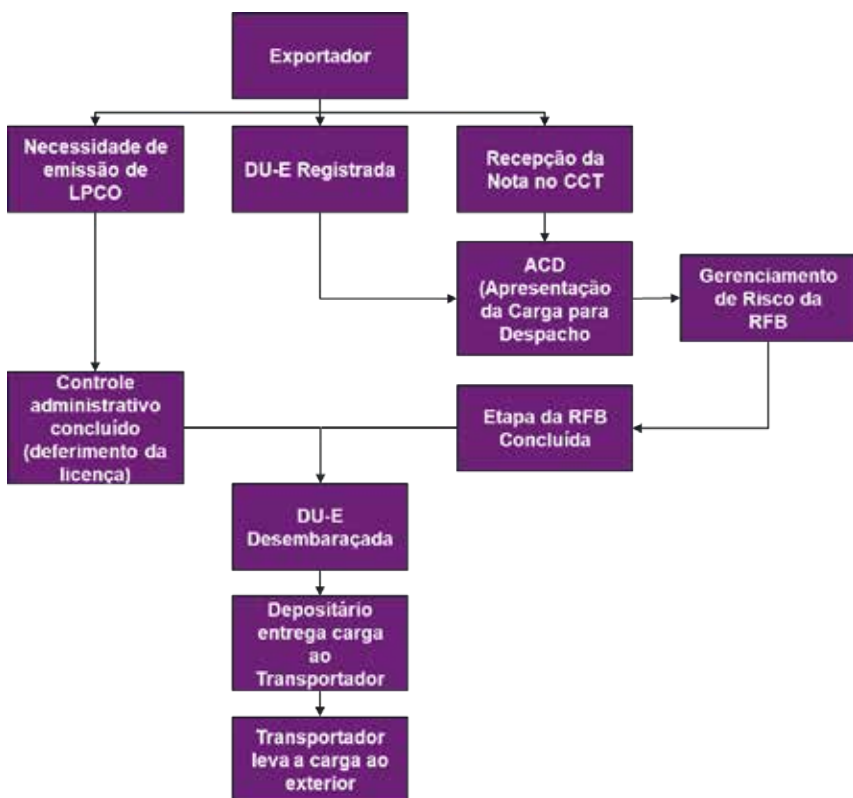 Exportador
Necessidade de
emissão de
LPCO
DU-E Registrada
Recepção da
Nota no CCT
ACD
(Apresentação
da Carga para
Despacho
Gerenciamento
de Risco da
RFB
Controle
administrativo
concluído
(deferimento da
licença)
Etapa da RFB
Concluída
DU-E
Desembaraçada
Depositário
entrega carga
ao
Transportador
Transportador
leva a carga ao
exterior